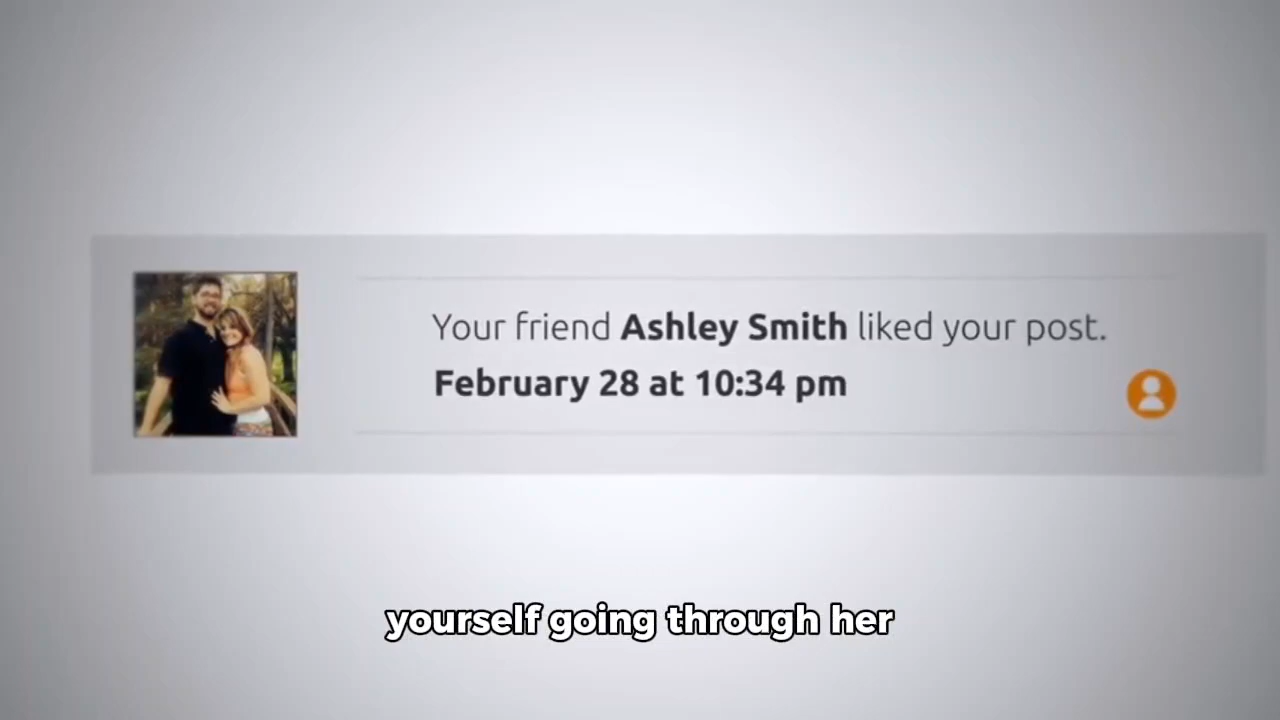 Your friend Ashley Smith liked your post.
February 28 at 10:34 pm
yourself going through her